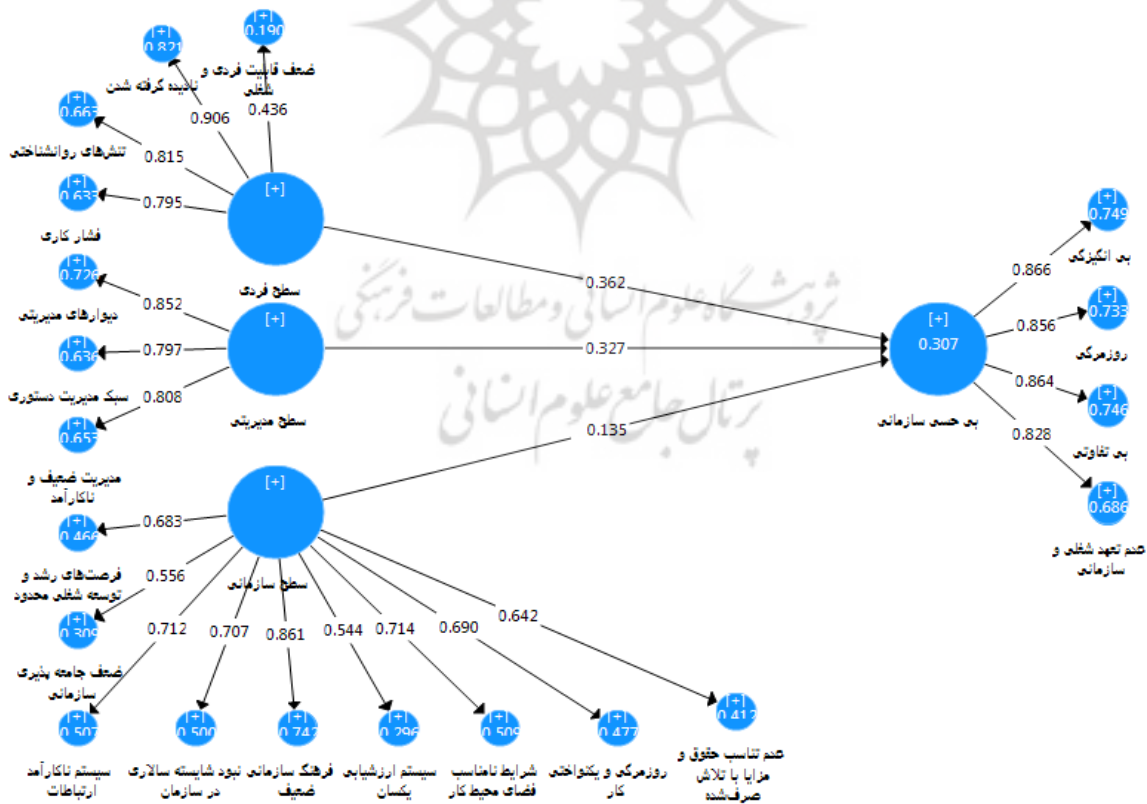 [+]
0.190
ضعف قابیت فردی و
شغلی
[+]
0.821
نادیده گرفته شدن
0.436
0.906
[+]
0.663
تنش‌های روانشناختی
0.815
[+]
0.633
فشار کاری
0.795
[+]
سطح فردی
0.362
[+]
0.726
دیوارهای مدیریتی
0.852
[+]
0.636
سبک مدیریت دستوری
0.797
[+]
0.653
مدیریت ضعیف و
ناکارآمد
0.808
[+]
سطح مدیریتی
0.327
پژوهشگاه علوم انسانی و مطالعات فرهنگی
پرتال جامع علوم انسانی
[+]
0.307
بی حسی سازمانی
0.135
[+]
0.749
بی انگیزگی
0.866
[+]
0.733
روزمرگی
0.856
[+]
0.746
بی تفاوتی
0.864
[+]
0.686
عدم تعهد شغلی و
سازمانی
0.828
[+]
سطح سازمانی
[+]
0.466
فرصت‌های رشد و
توسعه شغلی محدود
0.683
[+]
0.309
ضعف جامعه پذیری
سازمانی
0.556
[+]
0.507
سیستم ناکارآمد
ارتباطات
0.712
[+]
0.500
نبود شایسته سالاری
در سازمان
0.707
[+]
0.742
فرهنگ سازمانی
ضعیف
0.861
[+]
0.296
سیستم ارزشیابی
یکسان
0.544
[+]
0.509
شرایط نامناسب
فضای محیط کار
0.714
[+]
0.477
روزمرگی و یکنواختی
کار
0.690
[+]
0.412
عدم تناسب حقوق و
مزایا با تلاش
صرف‌شده
0.642